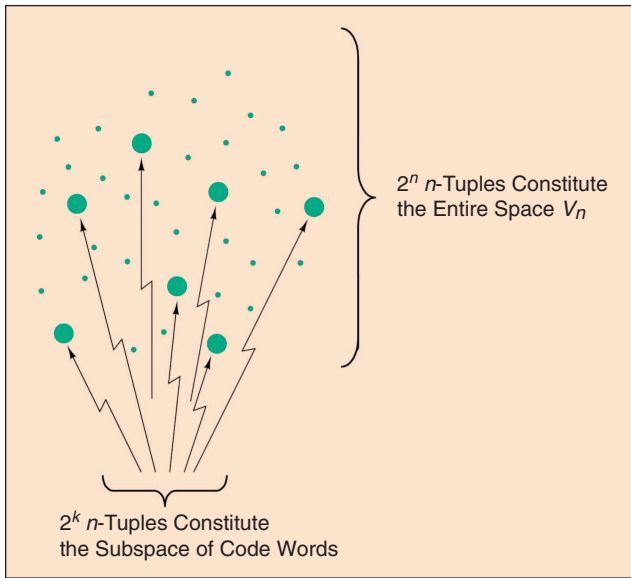 2ⁿ n-Tuples Constitute
the Entire Space Vₙ
2ᵏ n-Tuples Constitute
the Subspace of Code Words